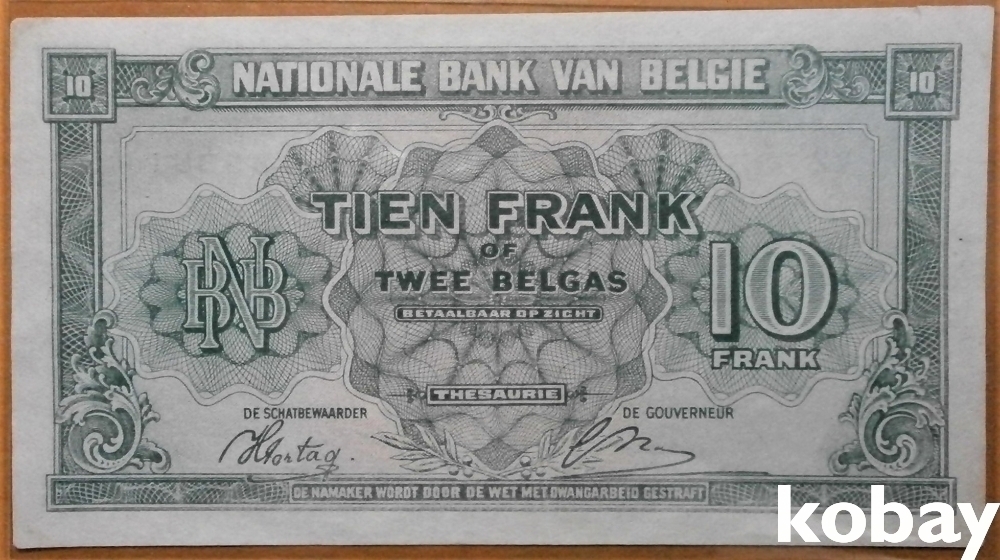 10 NATIONALE BANK VAN BELGIE 10
TIEN FRANK
OF
TWEE BELGAS
BETAALBAAR OP ZICHT
BNB
10
FRANK
THESAURIE
DE SCHATBEWAARDER DE GOUVERNEUR
DE NAMAKER WORDT DOOR DE WET MET DWANGARBEID GESTRAFT
kobay